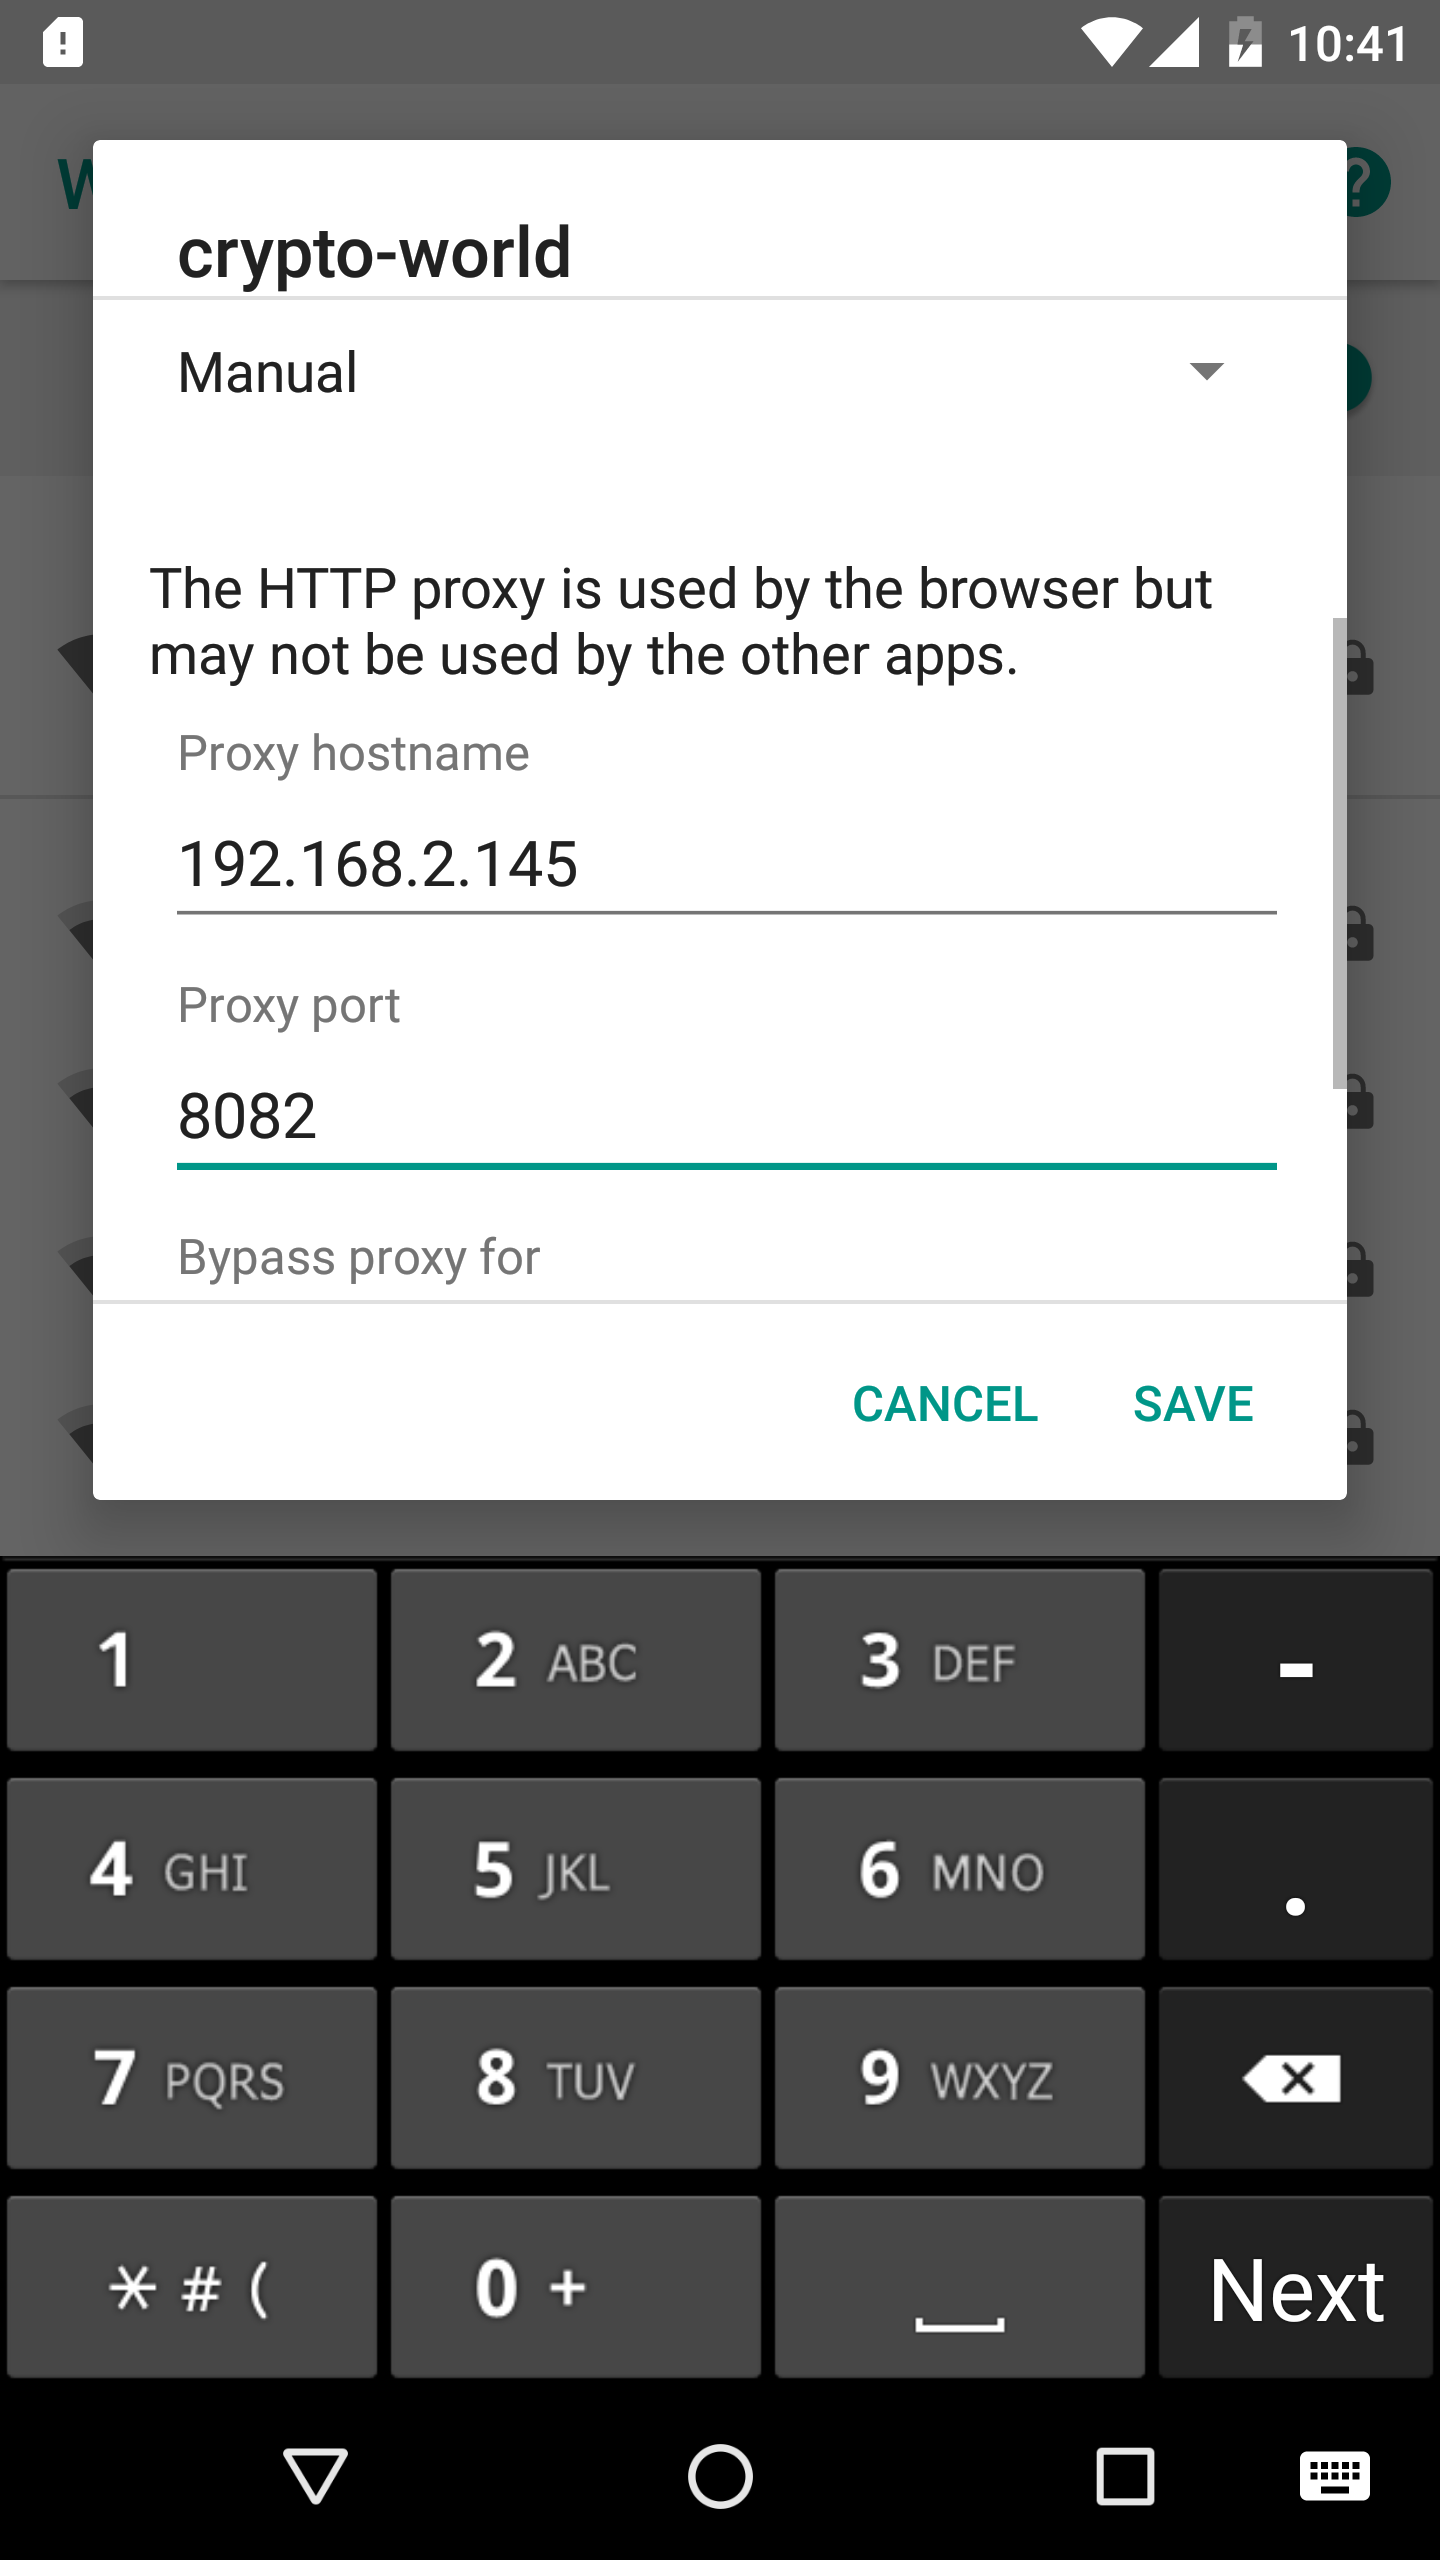 10:41
W
?
crypto-world
Manual
The HTTP proxy is used by the browser but
may not be used by the other apps.
Proxy hostname
192.168.2.145
Proxy port
8082
Bypass proxy for
CANCEL SAVE
1 2 ABC 3 DEF -
4 GHI 5 JKL 6 MNO .
7 PQRS 8 TUV 9 WXYZ
* # ( 0 + Next